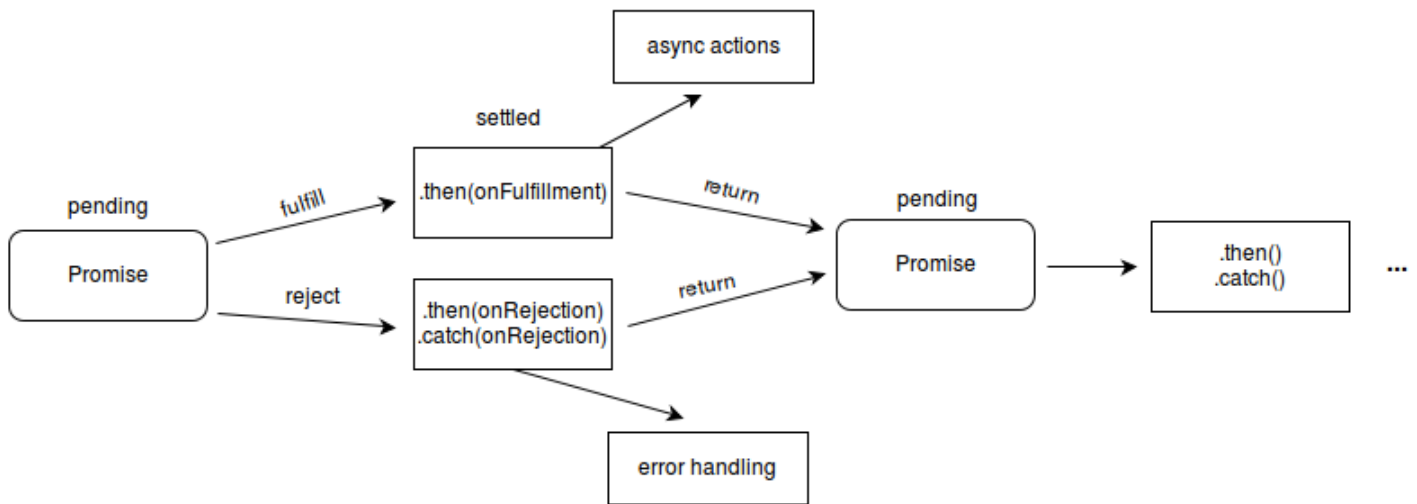 async actions
settled
.then(onFulfillment)
fulfill
return
pending
Promise
pending
Promise
.then()
.catch()
...
reject
.then(onRejection)
.catch(onRejection)
return
error handling